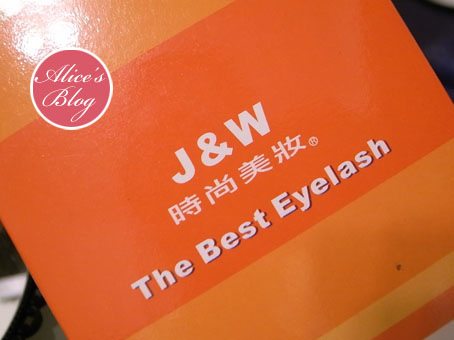 Alice's
Blog
J&W
時尚美妝®
The Best Eyelash